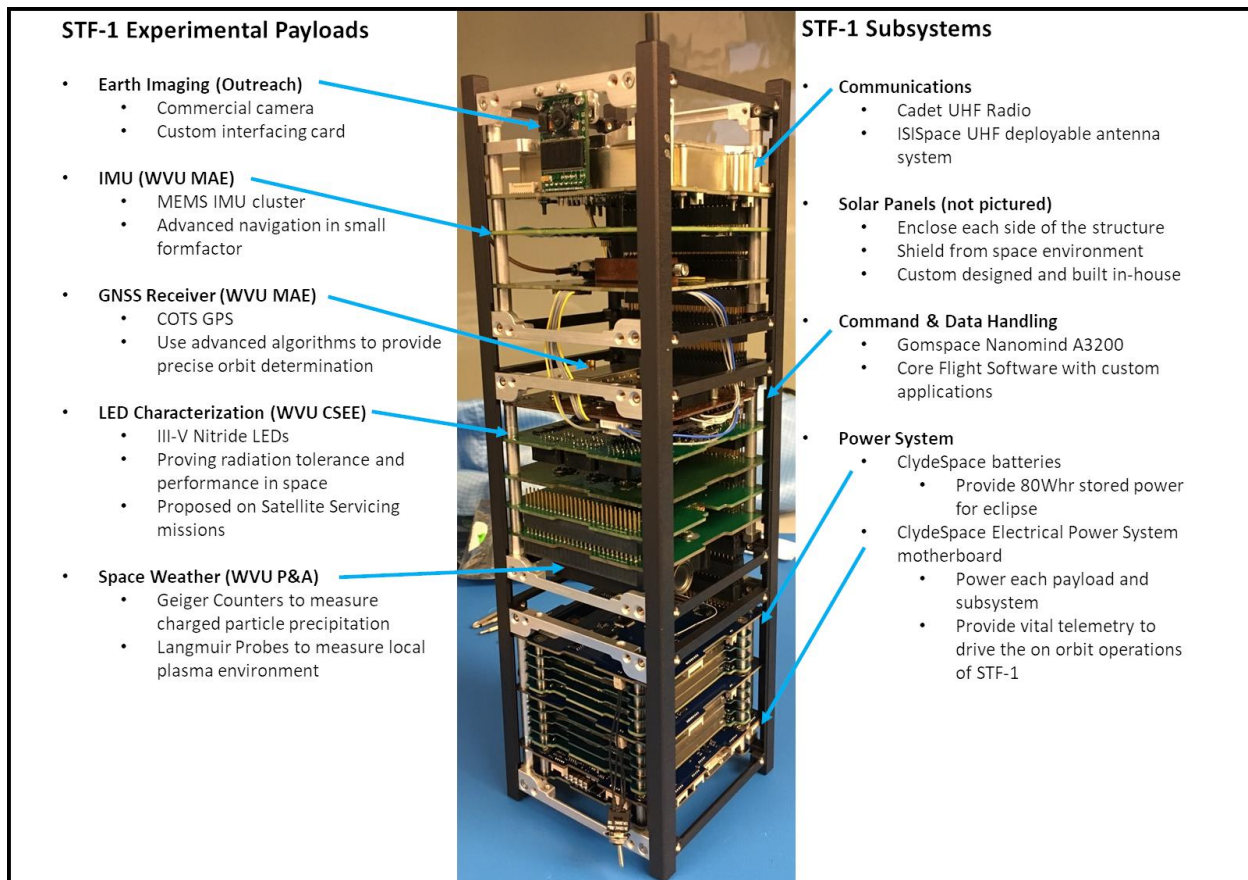 STF-1 Experimental Payloads
• Earth Imaging (Outreach)
• Commercial camera
• Custom interfacing card
• IMU (WVU MAE)
• MEMS IMU cluster
• Advanced navigation in small
formfactor
• GNSS Receiver (WVU MAE)
• COTS GPS
• Use advanced algorithms to provide
precise orbit determination
• LED Characterization (WVU CSEE)
• III-V Nitride LEDs
• Proving radiation tolerance and
performance in space
• Proposed on Satellite Servicing
missions
• Space Weather (WVU P&A)
• Geiger Counters to measure
charged particle precipitation
• Langmuir Probes to measure local
plasma environment
STF-1 Subsystems
• Communications
• Cadet UHF Radio
• ISISpace UHF deployable antenna
system
• Solar Panels (not pictured)
• Enclose each side of the structure
• Shield from space environment
• Custom designed and built in-house
• Command & Data Handling
• Gomspace Nanomind A3200
• Core Flight Software with custom
applications
• Power System
• ClydeSpace batteries
• Provide 80Whr stored power
for eclipse
• ClydeSpace Electrical Power System
motherboard
• Power each payload and
subsystem
• Provide vital telemetry to
drive the on orbit operations
of STF-1